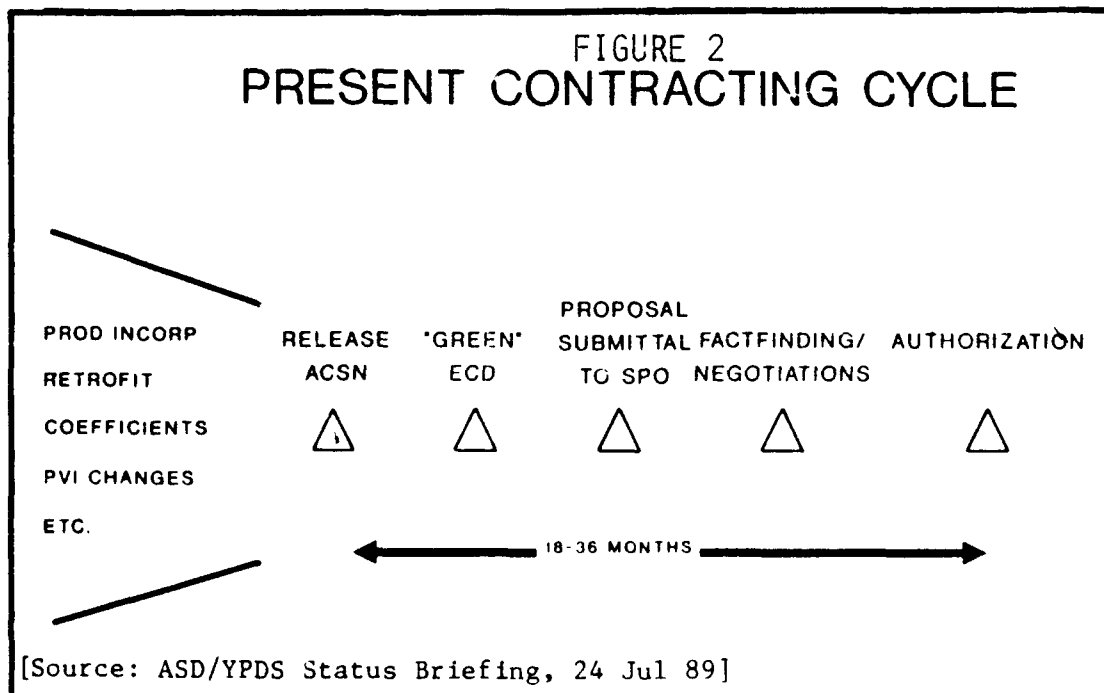 FIGURE 2
PRESENT CONTRACTING CYCLE
PROD INCORP
RETROFIT
COEFFICIENTS
PVI CHANGES
ETC.
RELEASE
ACSN
"GREEN"
ECD
PROPOSAL
SUBMITTAL
TO SPO
FACTFINDING/
NEGOTIATIONS
AUTHORIZATION
18-36 MONTHS
[Source: ASD/YPDS Status Briefing, 24 Jul 89]